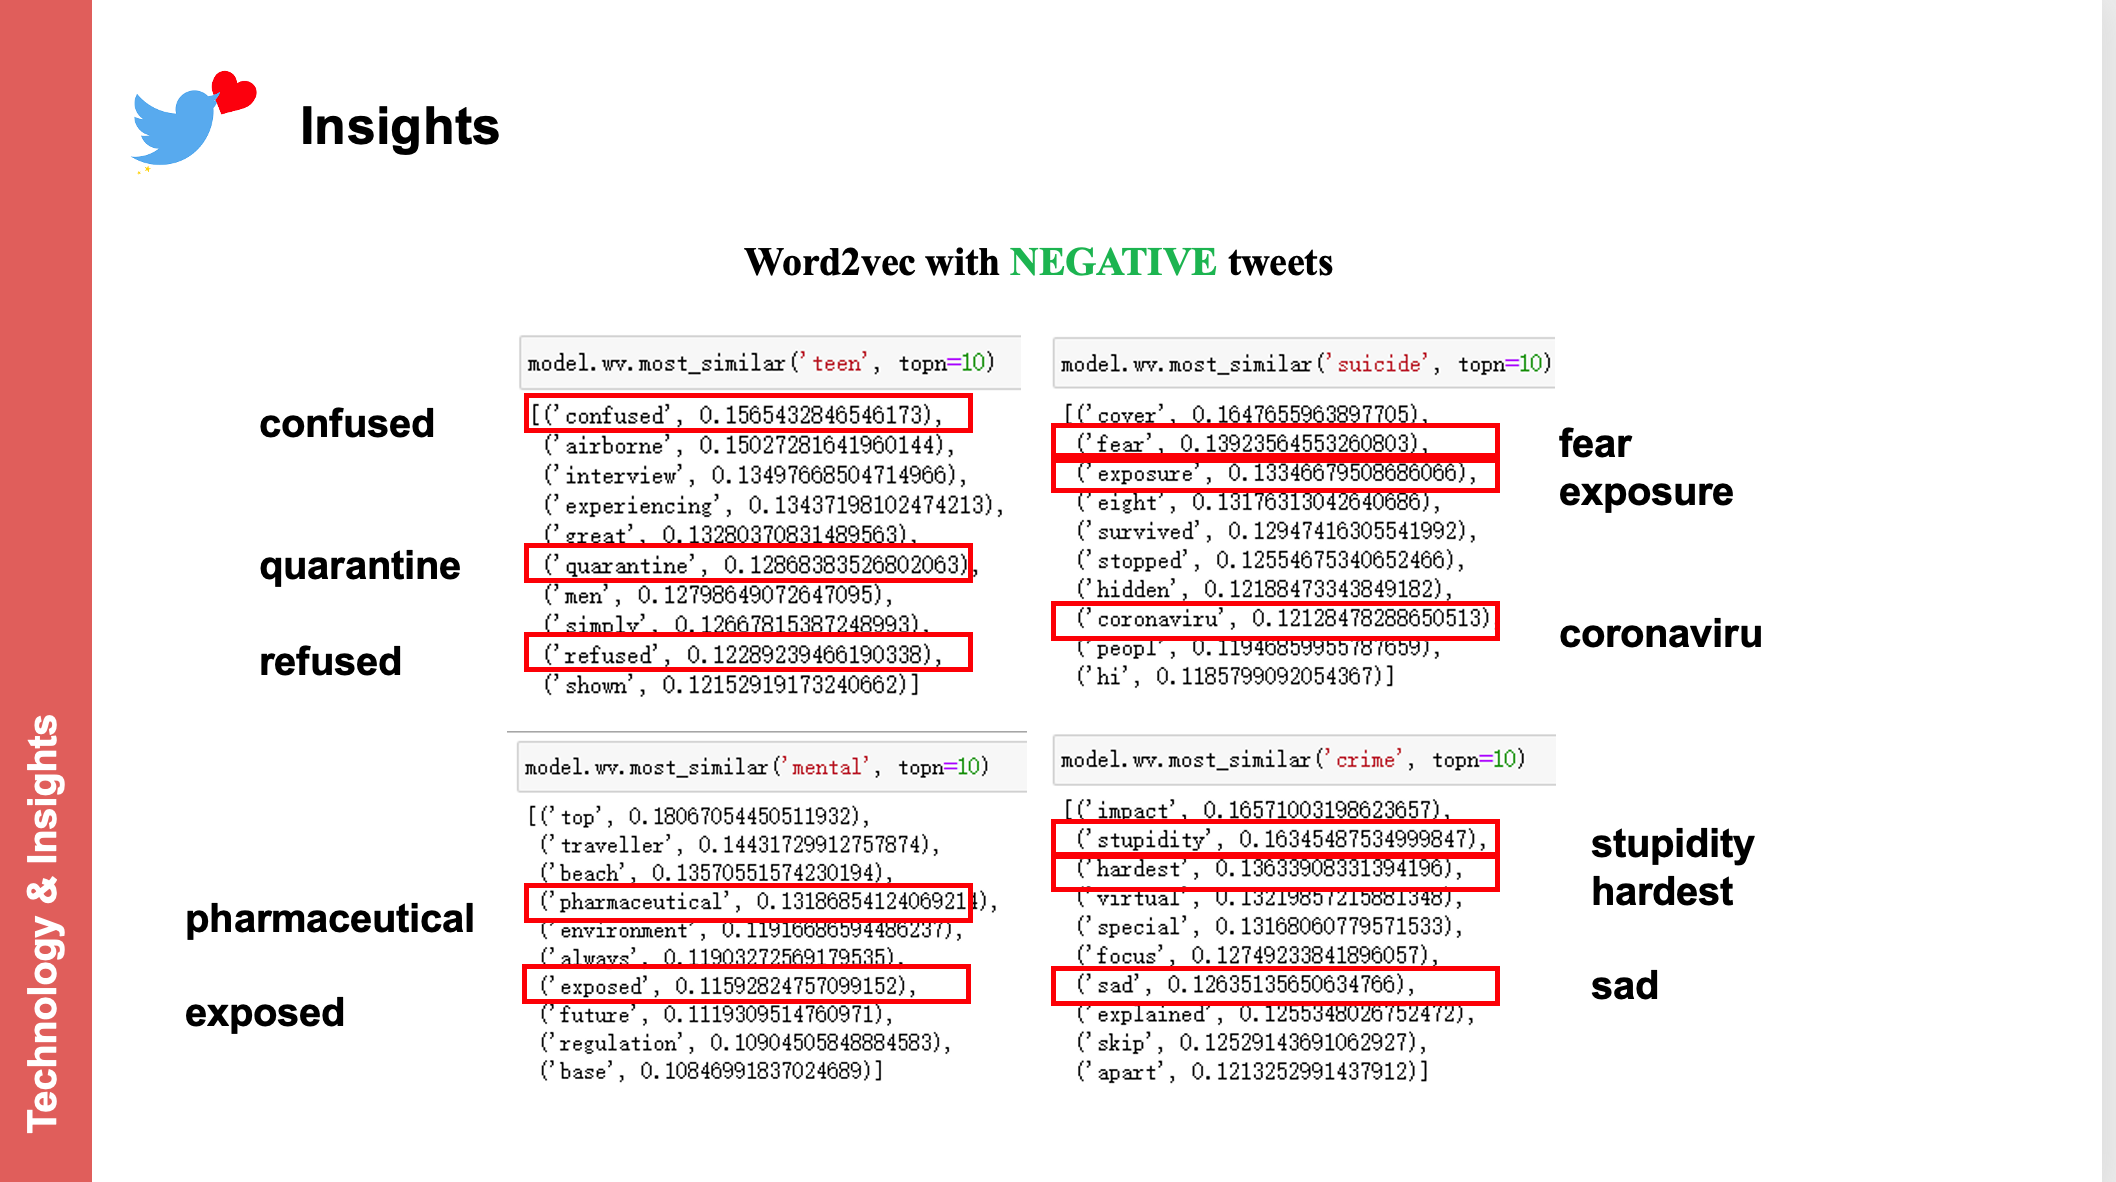 Insights
Word2vec with NEGATIVE tweets
confused
quarantine
refused
model.wv.most_similar('teen', topn=10)
[('confused', 0.1565432846546173),
('airborne', 0.15027281641960144),
('interview', 0.13497668504714966),
('experiencing', 0.13437198102474213),
('great', 0.13280370831489563),
('quarantine', 0.12868383526802063),
('men', 0.12798649072647095),
('simply', 0.12667815387248993),
('refused', 0.12289239466190338),
('shown', 0.12152919173240662)]
model.wv.most_similar('suicide', topn=10)
[('cover', 0.1647655963897705),
('fear', 0.13923564553260803),
('exposure', 0.13346679508686066),
('eight', 0.13176313042640686),
('survived', 0.12947416305541992),
('stopped', 0.12554675340652466),
('hidden', 0.12188473343849182),
('coronaviru', 0.12128478288650513)
('peopl', 0.11946859955787659),
('hi', 0.1185799092054367)]
fear
exposure
coronaviru
pharmaceutical
exposed
model.wv.most_similar('mental', topn=10)
[('top', 0.18067054450511932),
('traveller', 0.14431729912757874),
('beach', 0.13570551574230194),
('pharmaceutical', 0.13186854124069214),
('environment', 0.11916686594486237),
('always', 0.11903272569179535),
('exposed', 0.11592824757099152),
('future', 0.1119309514760971),
('regulation', 0.10904505848884583),
('base', 0.10846991837024689)]
model.wv.most_similar('crime', topn=10)
[('impact', 0.16571003198623657),
('stupidity', 0.16345487534999847),
('hardest', 0.13633908331394196),
('virtual', 0.13219857215881348),
('special', 0.13168060779571533),
('focus', 0.12749233841896057),
('sad', 0.12635135650634766),
('explained', 0.1255348026752472),
('skip', 0.12529143691062927),
('apart', 0.1213252991437912)]
stupidity
hardest
sad
Technology & Insights